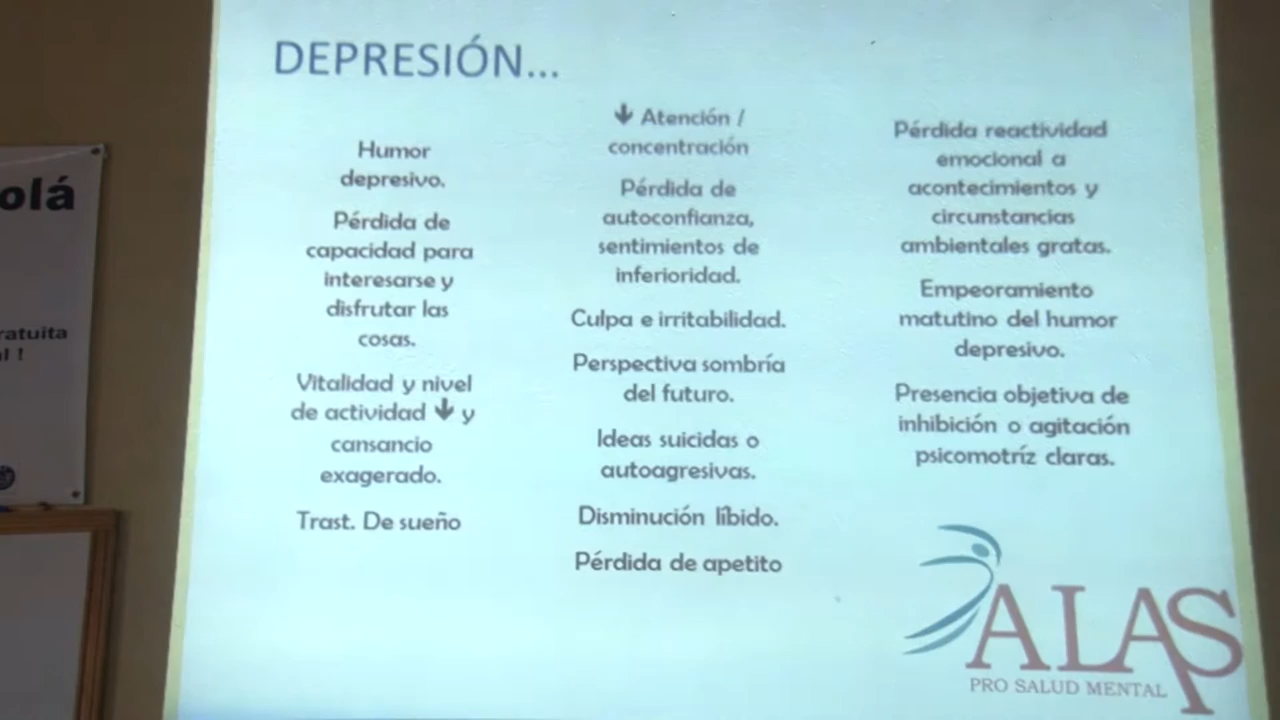 DEPRESIÓN...
Humor
depresivo.
Pérdida de
capacidad para
interesarse y
disfrutar las
cosas.
Vitalidad y nivel
de actividad ↓ y
cansancio
exagerado.
Trast. De sueño
↓ Atención /
concentración
Pérdida de
autoconfianza,
sentimientos de
inferioridad.
Culpa e irritabilidad.
Perspectiva sombría
del futuro.
Ideas suicidas o
autoagresivas.
Disminución líbido.
Pérdida de apetito
Pérdida reactividad
emocional a
acontecimientos y
circunstancias
ambientales gratas.
Empeoramiento
matutino del humor
depresivo.
Presencia objetiva de
inhibición o agitación
psicomotríz claras.
ALAS
PRO SALUD MENTAL
olá
ratuita
l !